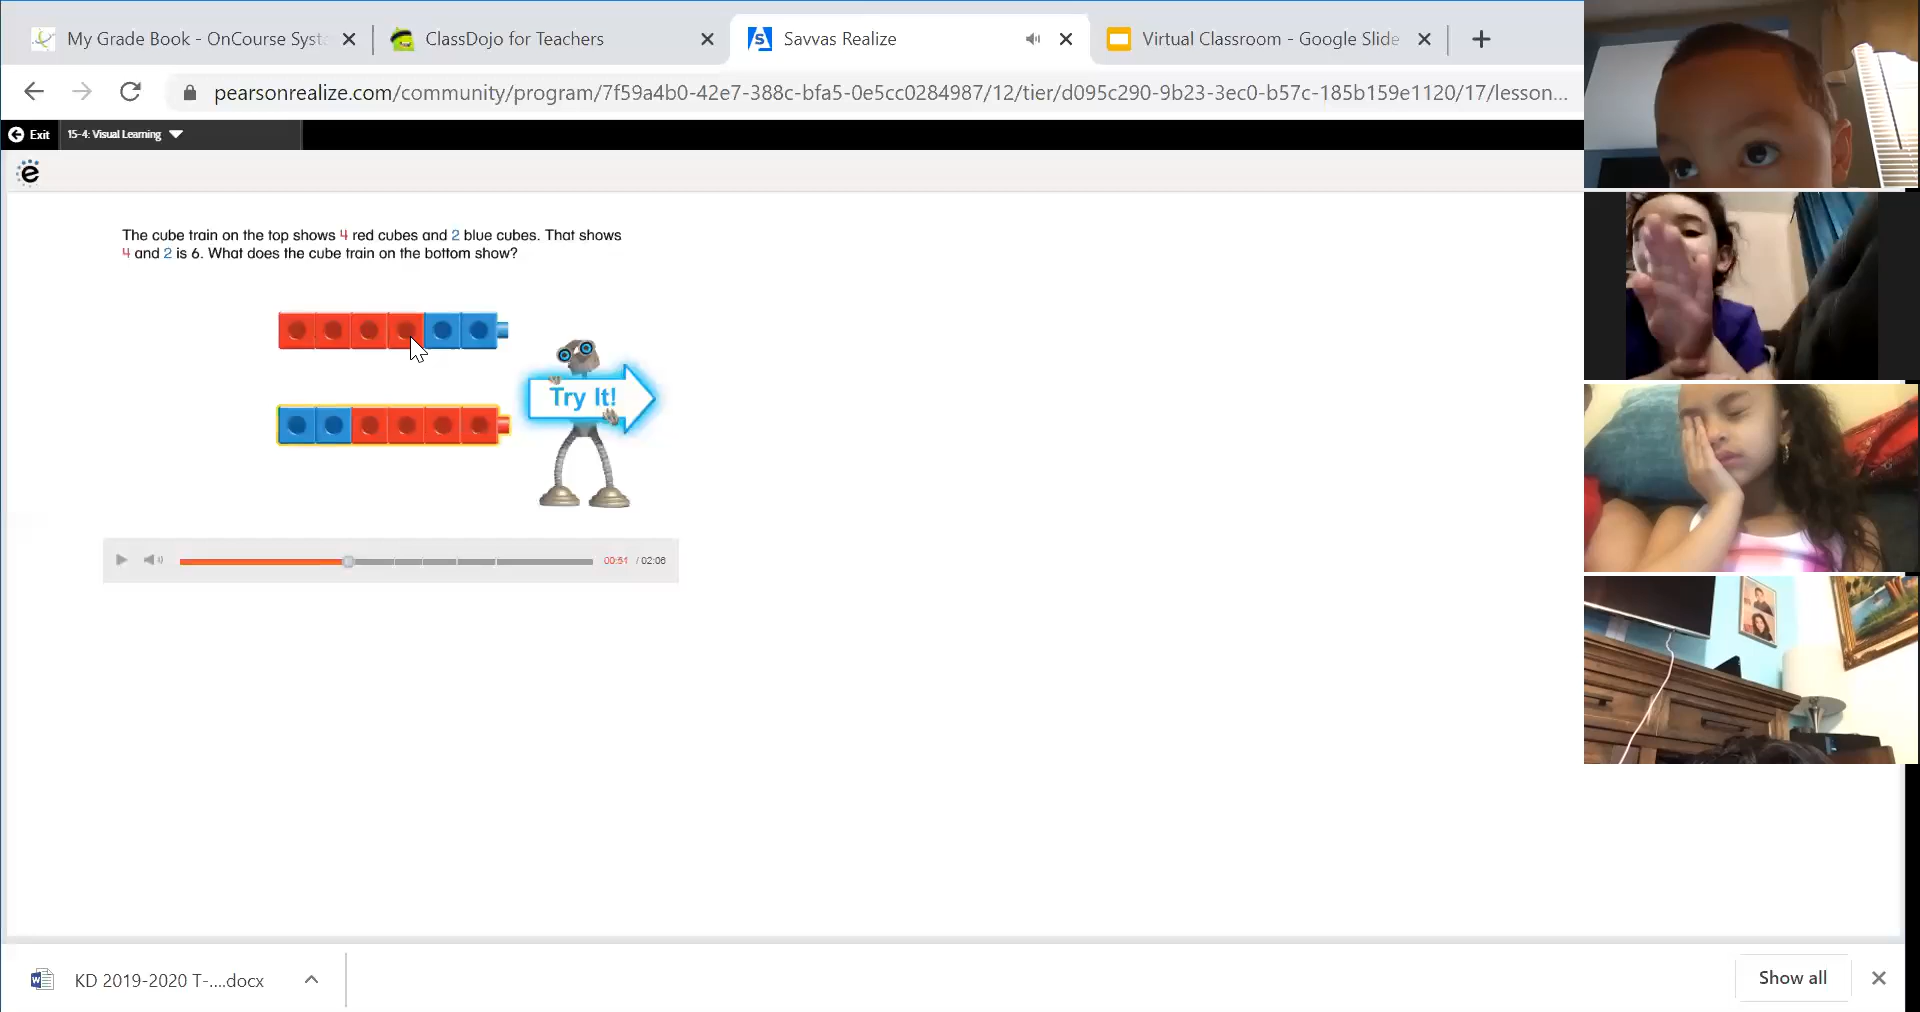 My Grade Book - OnCourse Syst
ClassDojo for Teachers
Savvas Realize
Virtual Classroom - Google Slide
pearsonrealize.com/community/program/7f59a4b0-42e7-388c-bfa5-0e5cc0284987/12/tier/d095c290-9b23-3ec0-b57c-185b159e1120/17/lesson...
Exit
15-4: Visual Learning
e
The cube train on the top shows 4 red cubes and 2 blue cubes. That shows
4 and 2 is 6. What does the cube train on the bottom show?
Try It!
00:51 / 02:06
KD 2019-2020 T-....docx
Show all